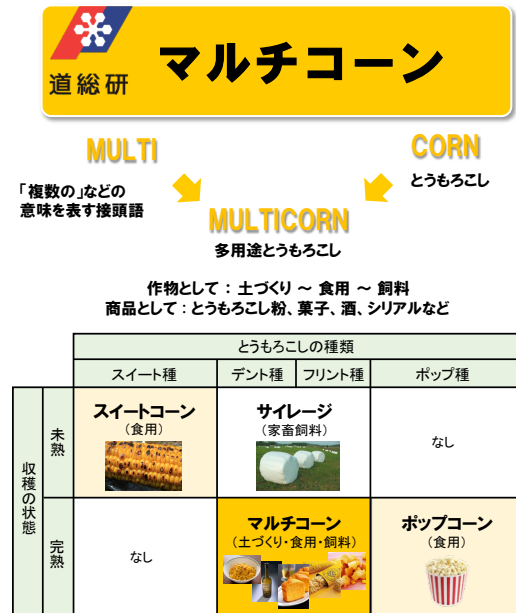 道総研
マルチコーン
MULTI
CORN
「複数の」などの
意味を表す接頭語
とうもろこし
MULTICORN
多用途とうもろこし
作物として：土づくり ～ 食用 ～ 飼料
商品として：とうもろこし粉、菓子、酒、シリアルなど
とうもろこしの種類
スイート種
デント種
フリント種
ポップ種
収穫の状態
未熟
スイートコーン
（食用）
サイレージ
（家畜飼料）
なし
完熟
なし
マルチコーン
（土づくり・食用・飼料）
ポップコーン
（食用）